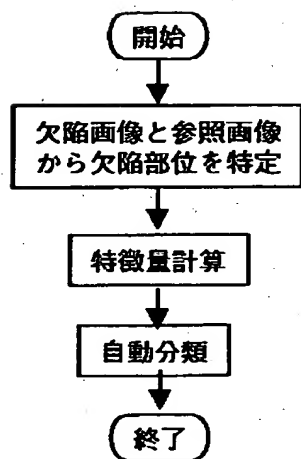 開始
欠陥画像と参照画像
から欠陥部位を特定
特徴量計算
自動分類
終了